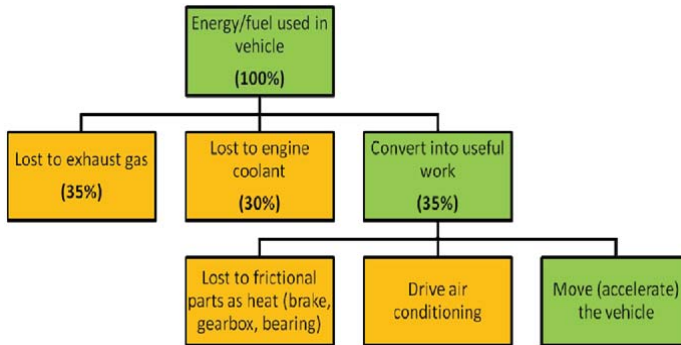 Energy/fuel used in
vehicle
(100%)
Lost to exhaust gas
(35%)
Lost to engine
coolant
(30%)
Convert into useful
work
(35%)
Lost to frictional
parts as heat (brake,
gearbox, bearing)
Drive air
conditioning
Move (accelerate)
the vehicle